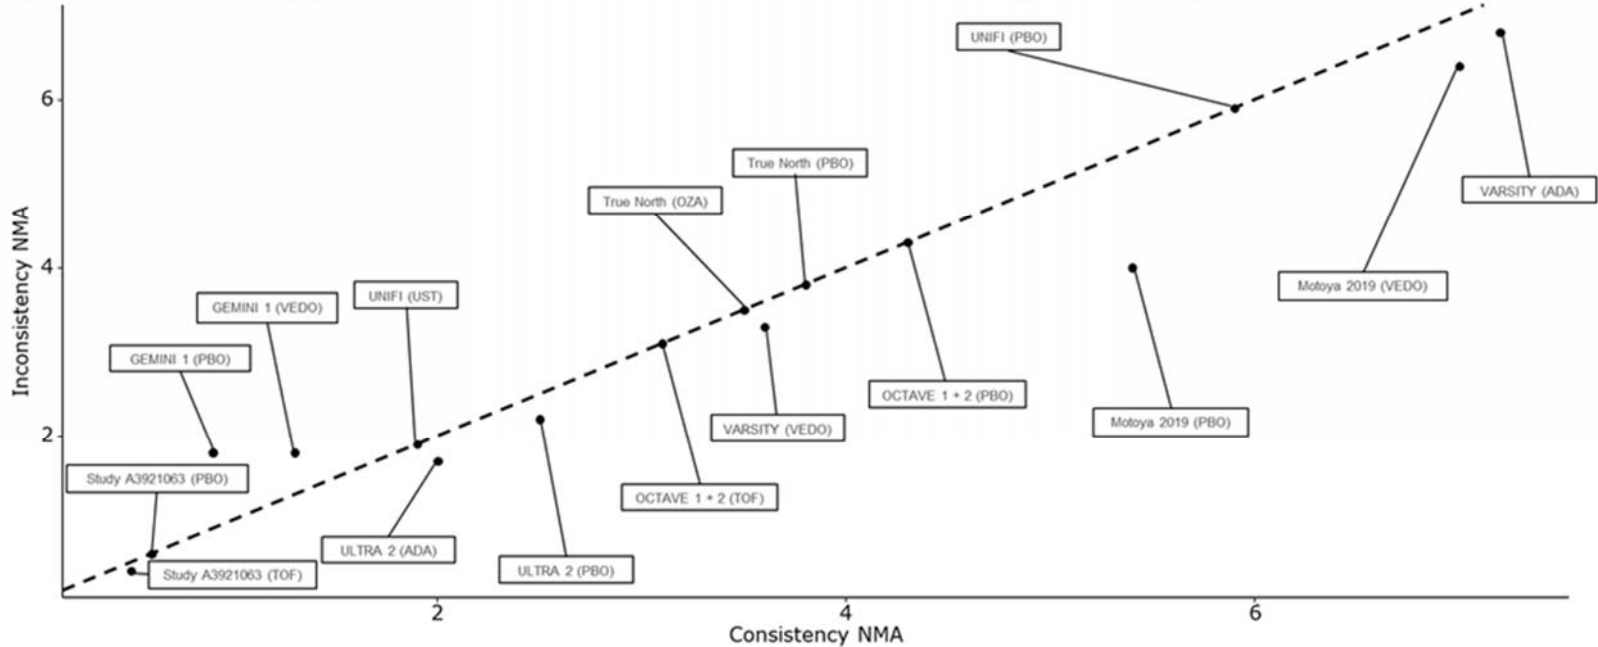 UNIFI (PBO)
6
True North (PBO)
VARSITY (ADA)
True North (OZA)
Inconsistency NMA
4
Motoya 2019 (VEDO)
UNIFI (UST)
GEMINI 1 (VEDO)
GEMINI 1 (PBO)
OCTAVE 1 + 2 (PBO)
Motoya 2019 (PBO)
VARSITY (VEDO)
2
Study A3921063 (PBO)
OCTAVE 1 + 2 (TOF)
ULTRA 2 (ADA)
ULTRA 2 (PBO)
Study A3921063 (TOF)
2
4
6
Consistency NMA